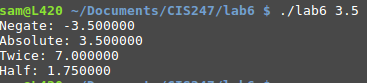 sam@L420 ~/Documents/CIS247/lab6 $ ./lab6 3.5
Negate: -3.500000
Absolute: 3.500000
Twice: 7.000000
Half: 1.750000